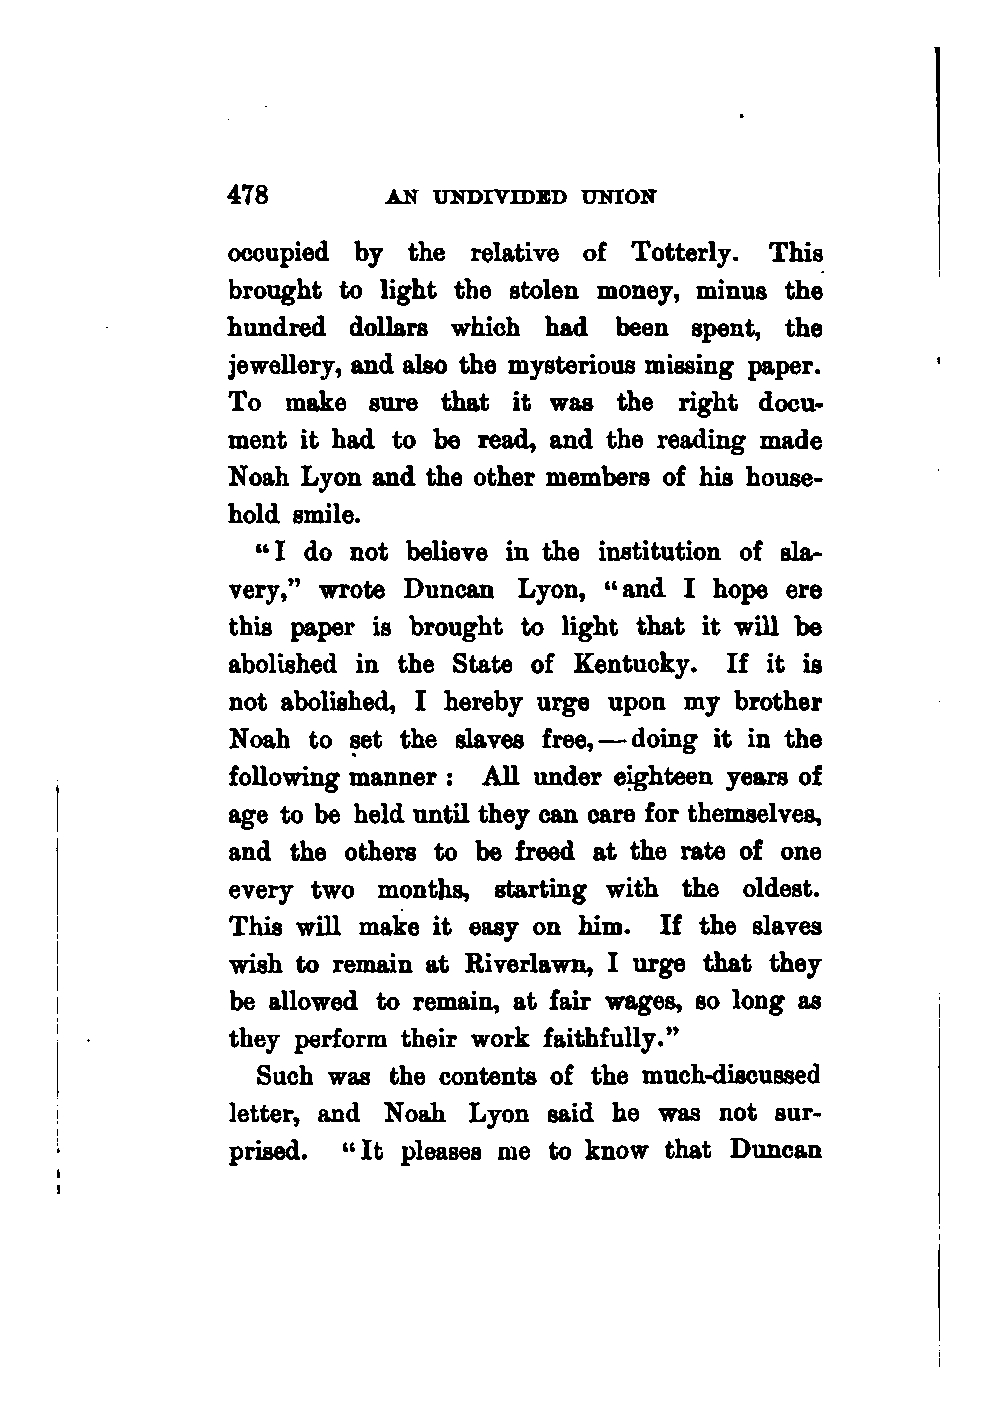 478 AN UNDIVIDED UNION
occupied by the relative of Totterly. This
brought to light the stolen money, minus the
hundred dollars which had been spent, the
jewellery, and also the mysterious missing paper.
To make sure that it was the right docu-
ment it had to be read, and the reading made
Noah Lyon and the other members of his house-
hold smile.
“I do not believe in the institution of sla-
very,” wrote Duncan Lyon, “and I hope ere
this paper is brought to light that it will be
abolished in the State of Kentucky. If it is
not abolished, I hereby urge upon my brother
Noah to set the slaves free,—doing it in the
following manner: All under eighteen years of
age to be held until they can care for themselves,
and the others to be freed at the rate of one
every two months, starting with the oldest.
This will make it easy on him. If the slaves
wish to remain at Riverlawn, I urge that they
be allowed to remain, at fair wages, so long as
they perform their work faithfully.”
Such was the contents of the much-discussed
letter, and Noah Lyon said he was not sur-
prised. “It pleases me to know that Duncan